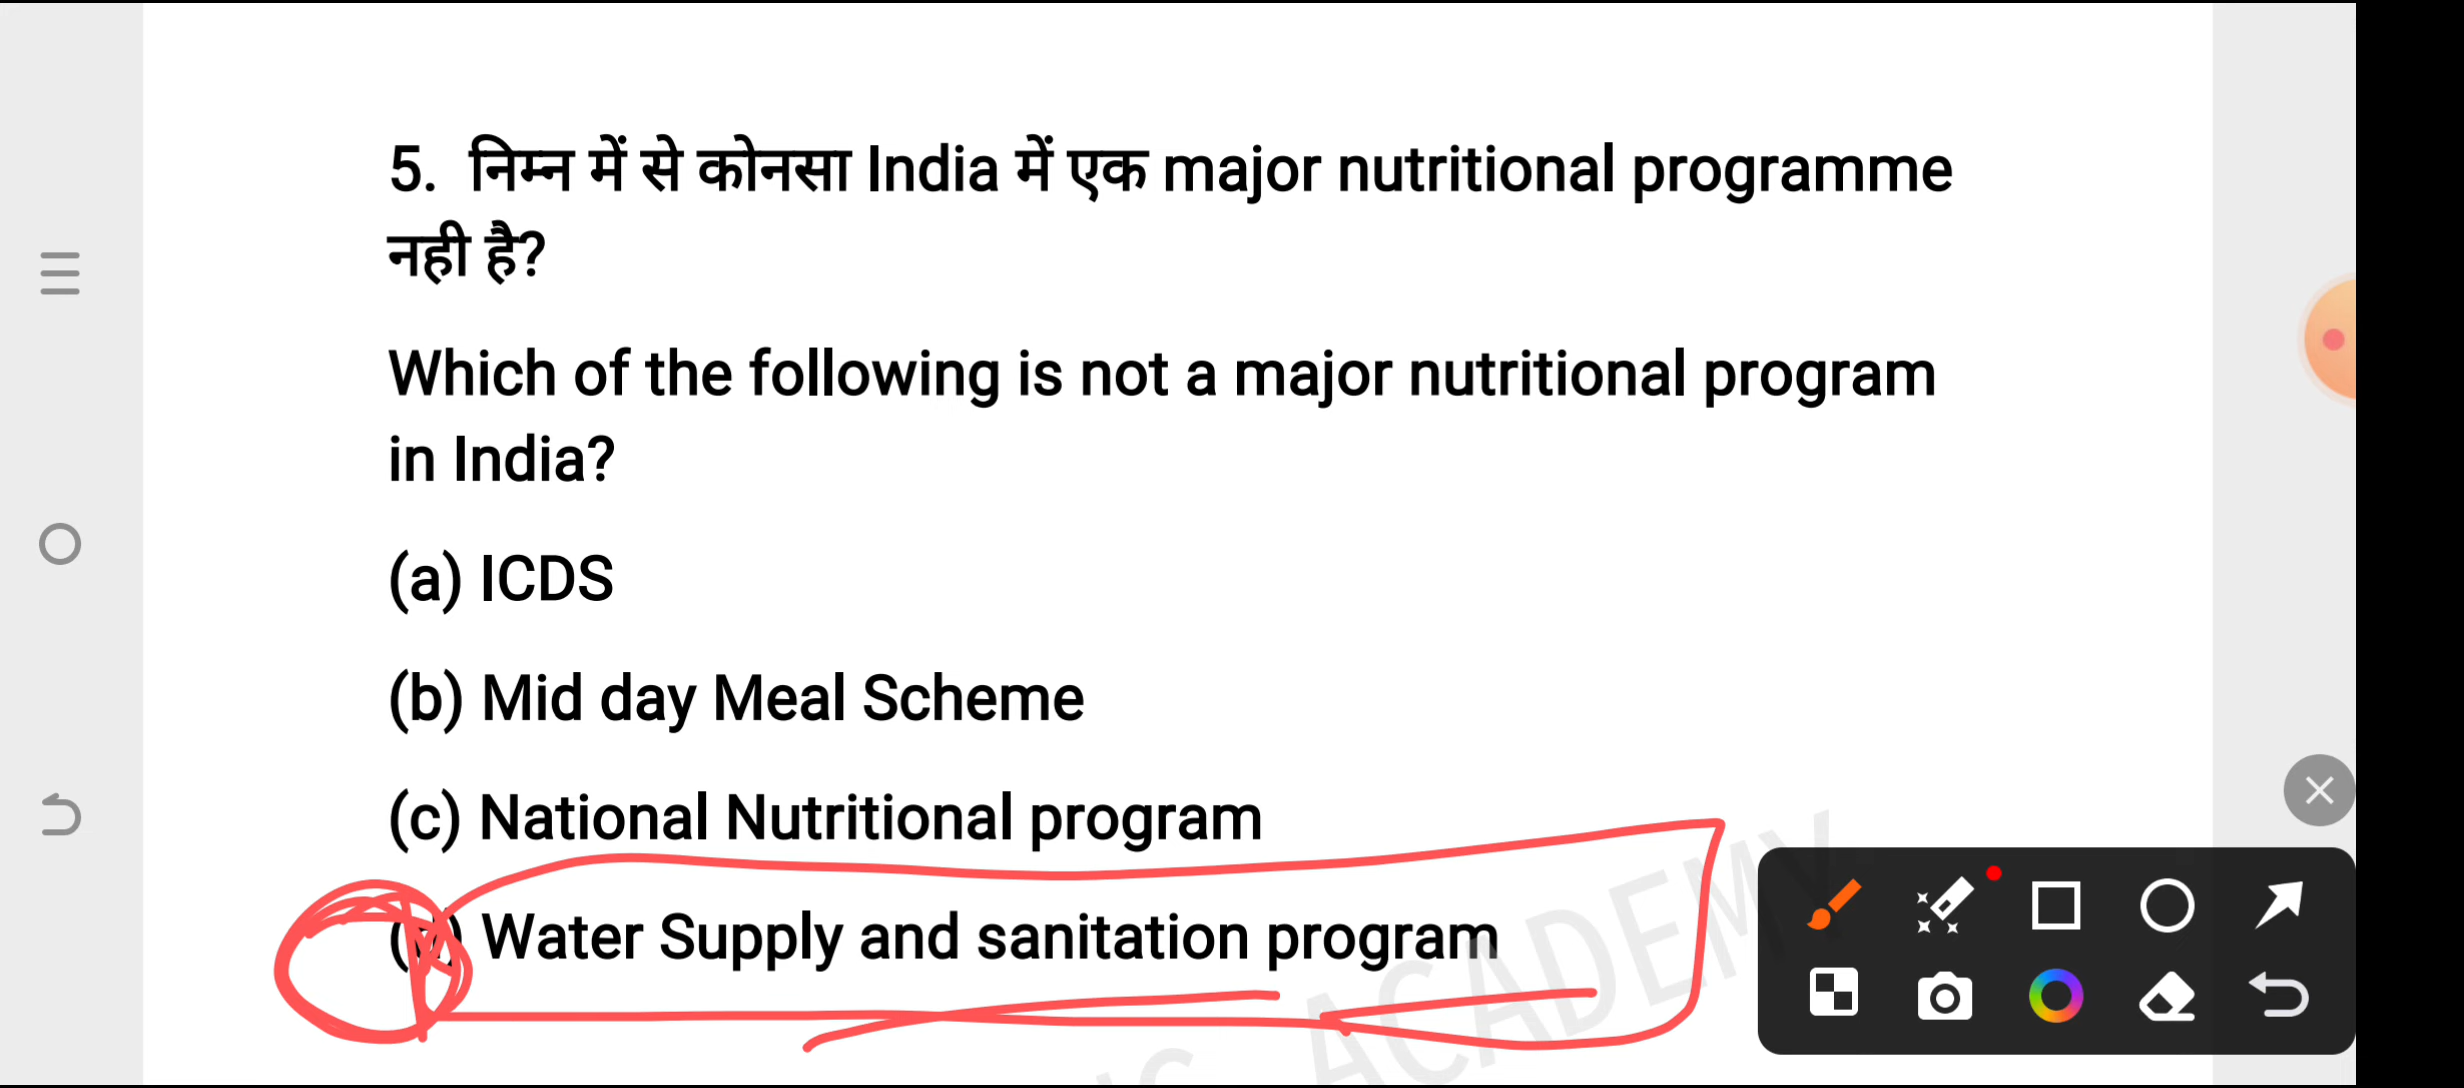 5. निम्न में से कोनसा India में एक major nutritional programme
नही है?
Which of the following is not a major nutritional program
in India?
(a) ICDS
(b) Mid day Meal Scheme
(c) National Nutritional program
Water Supply and sanitation program
ACADEMY